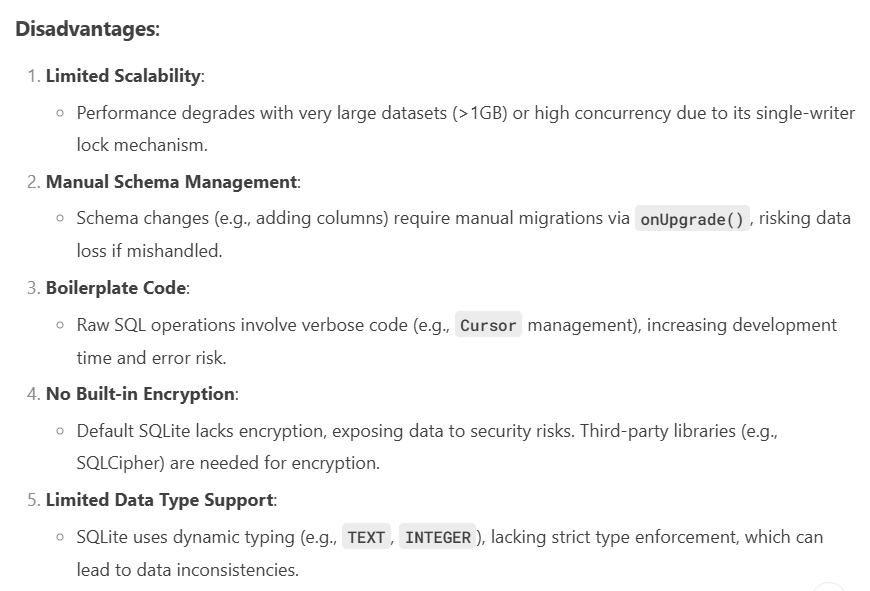 Disadvantages:
1. Limited Scalability:
○ Performance degrades with very large datasets (>1GB) or high concurrency due to its single-writer
lock mechanism.
2. Manual Schema Management:
○ Schema changes (e.g., adding columns) require manual migrations via onUpgrade(), risking data
loss if mishandled.
3. Boilerplate Code:
○ Raw SQL operations involve verbose code (e.g., Cursor management), increasing development
time and error risk.
4. No Built-in Encryption:
○ Default SQLite lacks encryption, exposing data to security risks. Third-party libraries (e.g.,
SQLCipher) are needed for encryption.
5. Limited Data Type Support:
○ SQLite uses dynamic typing (e.g., TEXT, INTEGER), lacking strict type enforcement, which can
lead to data inconsistencies.